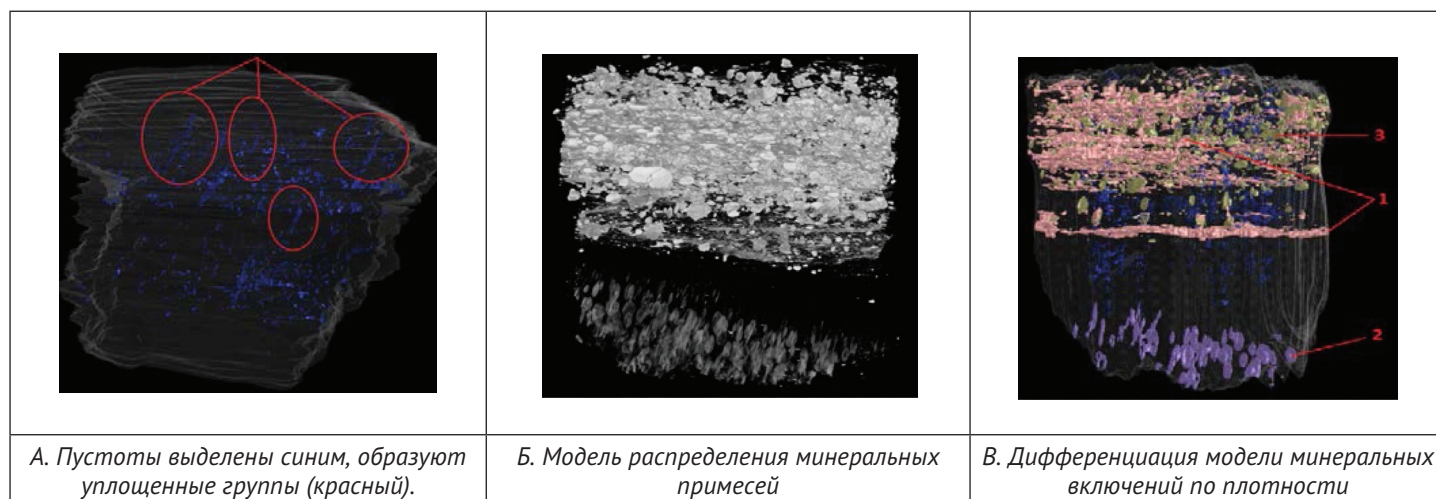 3
1
2
А. Пустоты выделены синим, образуют
уплощенные группы (красный).
Б. Модель распределения минеральных
примесей
В. Дифференциация модели минеральных
включений по плотности